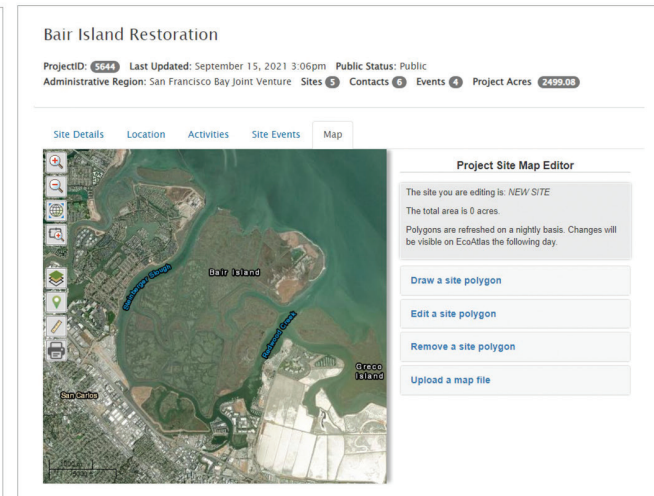 Bair Island Restoration
ProjectID: 5644 Last Updated: September 15, 2021 3:06pm Public Status: Public
Administrative Region: San Francisco Bay Joint Venture Sites 5 Contacts 6 Events 4 Project Acres 2499.08
Site Details Location Activities Site Events Map
Project Site Map Editor
The site you are editing is: NEW SITE
The total area is 0 acres.
Polygons are refreshed on a nightly basis. Changes will
be visible on EcoAtlas the following day.
Draw a site polygon
Edit a site polygon
Remove a site polygon
Upload a map file
Bair Island
Steinberger Slough
Redwood Creek
Greco
Island
San Carlos